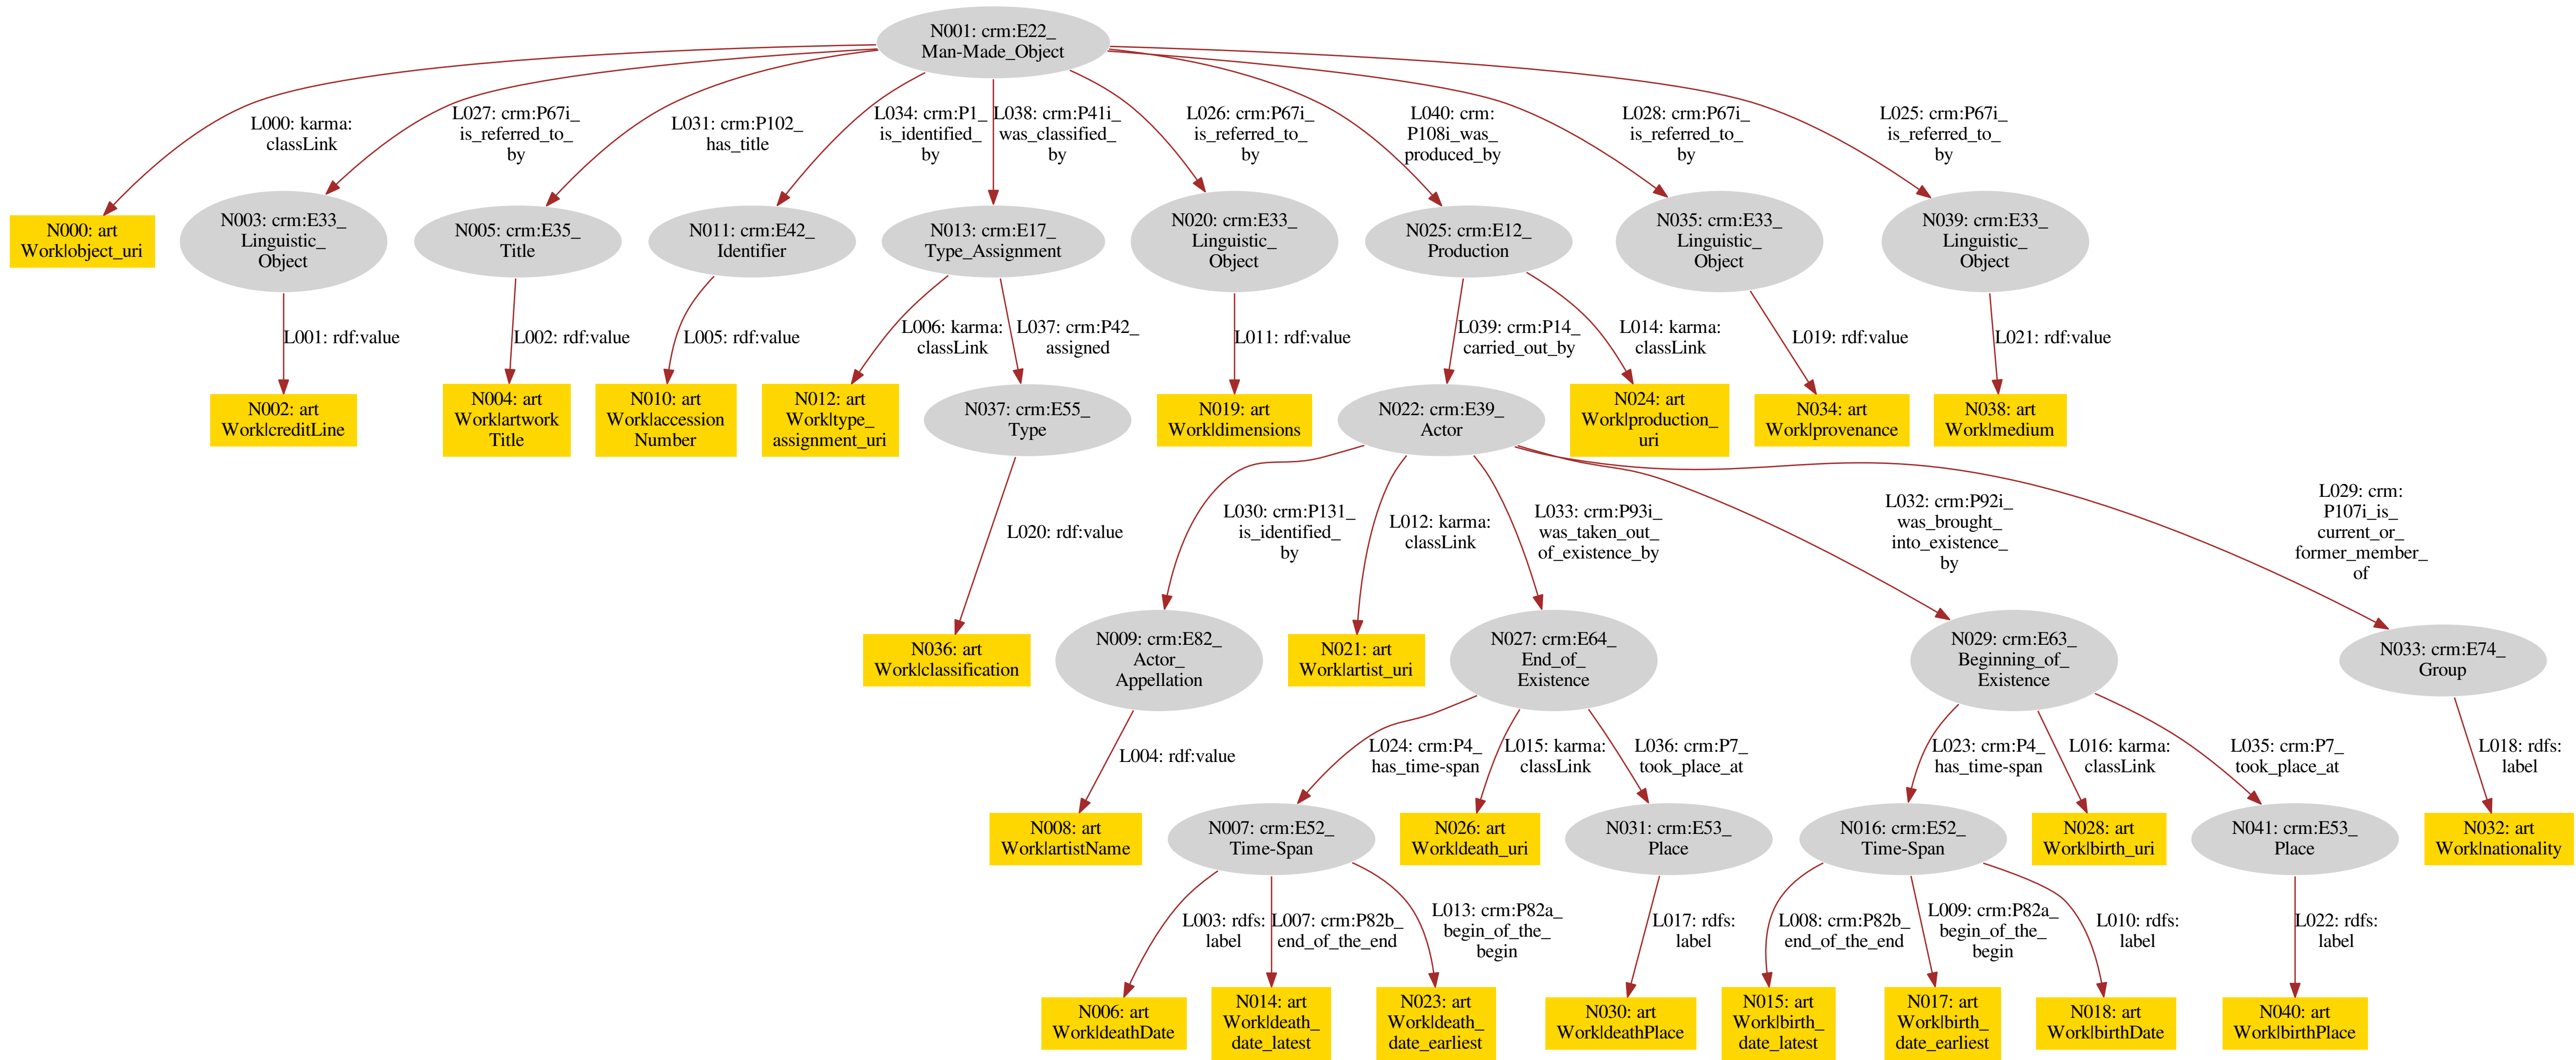 N001: crm:E22_
Man-Made_Object
L000: karma:
classLink
L027: crm:P67i_
is_referred_to_
by
L031: crm:P102_
has_title
L034: crm:P1_
is_identified_
by
L038: crm:P41i_
was_classified_
by
L026: crm:P67i_
is_referred_to_
by
L040: crm:
P108i_was_
produced_by
L028: crm:P67i_
is_referred_to_
by
L025: crm:P67i_
is_referred_to_
by
N000: art
Work|object_uri
N003: crm:E33_
Linguistic_
Object
N005: crm:E35_
Title
N011: crm:E42_
Identifier
N013: crm:E17_
Type_Assignment
N020: crm:E33_
Linguistic_
Object
N025: crm:E12_
Production
N035: crm:E33_
Linguistic_
Object
N039: crm:E33_
Linguistic_
Object
L001: rdf:value
L002: rdf:value
L005: rdf:value
L006: karma:
classLink
L037: crm:P42_
assigned
L011: rdf:value
L039: crm:P14_
carried_out_by
L014: karma:
classLink
L019: rdf:value
L021: rdf:value
N002: art
Work|creditLine
N004: art
Work|artwork
Title
N010: art
Work|accession
Number
N012: art
Work|type_
assignment_uri
N037: crm:E55_
Type
N019: art
Work|dimensions
N022: crm:E39_
Actor
N024: art
Work|production_
uri
N034: art
Work|provenance
N038: art
Work|medium
L020: rdf:value
L030: crm:P131_
is_identified_
by
L012: karma:
classLink
L033: crm:P93i_
was_taken_out_
of_existence_by
L032: crm:P92i_
was_brought_
into_existence_
by
L029: crm:
P107i_is_
current_or_
former_member_
of
N036: art
Work|classification
N009: crm:E82_
Actor_
Appellation
N021: art
Work|artist_uri
N027: crm:E64_
End_of_
Existence
N029: crm:E63_
Beginning_of_
Existence
N033: crm:E74_
Group
L004: rdf:value
L024: crm:P4_
has_time-span
L015: karma:
classLink
L036: crm:P7_
took_place_at
L023: crm:P4_
has_time-span
L016: karma:
classLink
L035: crm:P7_
took_place_at
L018: rdfs:
label
N008: art
Work|artistName
N007: crm:E52_
Time-Span
N026: art
Work|death_uri
N031: crm:E53_
Place
N016: crm:E52_
Time-Span
N028: art
Work|birth_uri
N041: crm:E53_
Place
N032: art
Work|nationality
L003: rdfs:
label
L007: crm:P82b_
end_of_the_end
L013: crm:P82a_
begin_of_the_
begin
L017: rdfs:
label
L008: crm:P82b_
end_of_the_end
L009: crm:P82a_
begin_of_the_
begin
L010: rdfs:
label
L022: rdfs:
label
N006: art
Work|deathDate
N014: art
Work|death_
date_latest
N023: art
Work|death_
date_earliest
N030: art
Work|deathPlace
N015: art
Work|birth_
date_latest
N017: art
Work|birth_
date_earliest
N018: art
Work|birthDate
N040: art
Work|birthPlace